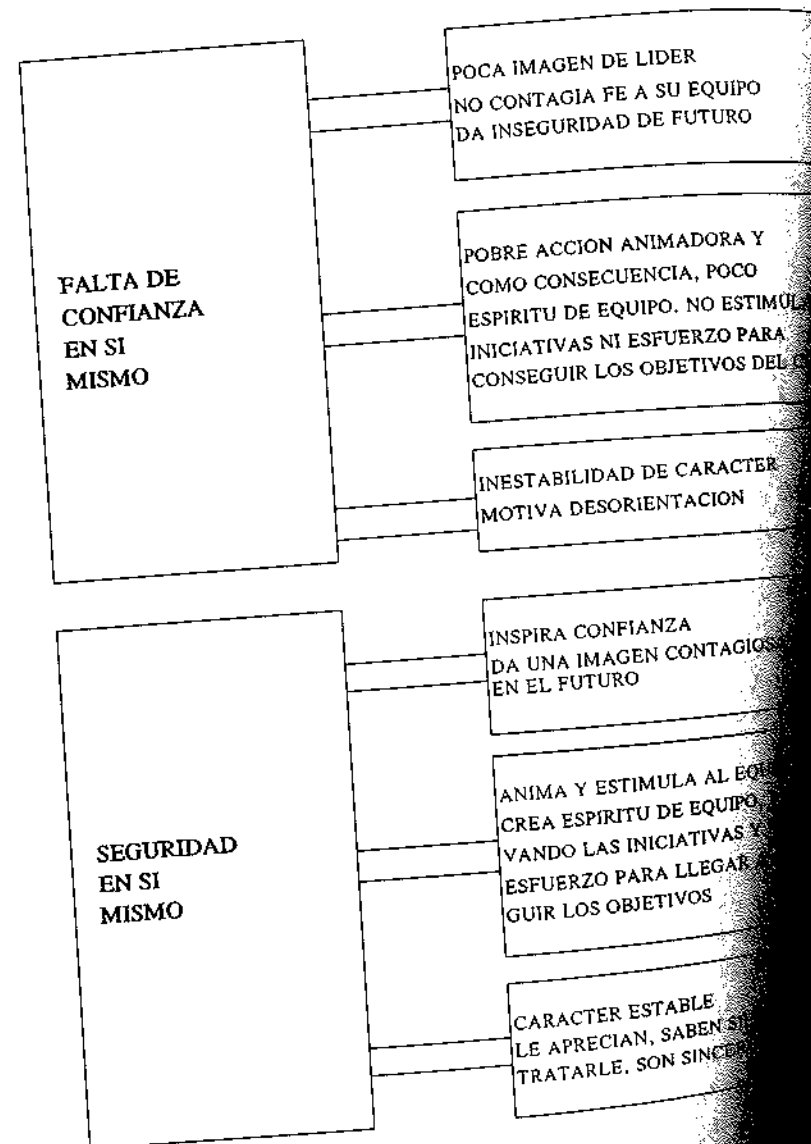 FALTA DE
CONFIANZA
EN SI
MISMO
POCA IMAGEN DE LIDER
NO CONTAGIA FE A SU EQUIPO
DA INSEGURIDAD DE FUTURO
POBRE ACCION ANIMADORA Y
COMO CONSECUENCIA, POCO
ESPIRITU DE EQUIPO. NO ESTIMULA
INICIATIVAS NI ESFUERZO PARA
CONSEGUIR LOS OBJETIVOS DEL
INESTABILIDAD DE CARACTER
MOTIVA DESORIENTACION
SEGURIDAD
EN SI
MISMO
INSPIRA CONFIANZA
DA UNA IMAGEN
EN EL FUTURO
ANIMA Y ESTIMULA AL
CREA ESPIRITU DE EQUIPO,
VANDO LAS INICIATIVAS Y
ESFUERZO PARA LLEGAR
GUIR LOS OBJETIVOS
CARACTER ESTABLE
LE APRECIAN, SABEN
TRATARLE, SON